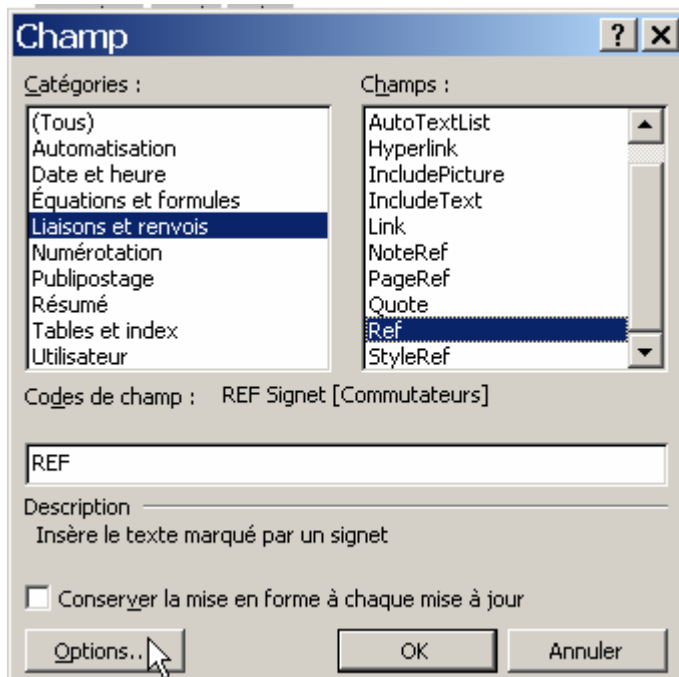 Champ
Catégories :
(Tous)
Automatisation
Date et heure
Équations et formules
Liaisons et renvois
Numérotation
Publipostage
Résumé
Tables et index
Utilisateur
Champs :
AutoTextList
Hyperlink
IncludePicture
IncludeText
Link
NoteRef
PageRef
Quote
Ref
StyleRef
Codes de champ : REF Signet [Commutateurs]
REF
Description
Insère le texte marqué par un signet
Conserver la mise en forme à chaque mise à jour
Options... OK Annuler